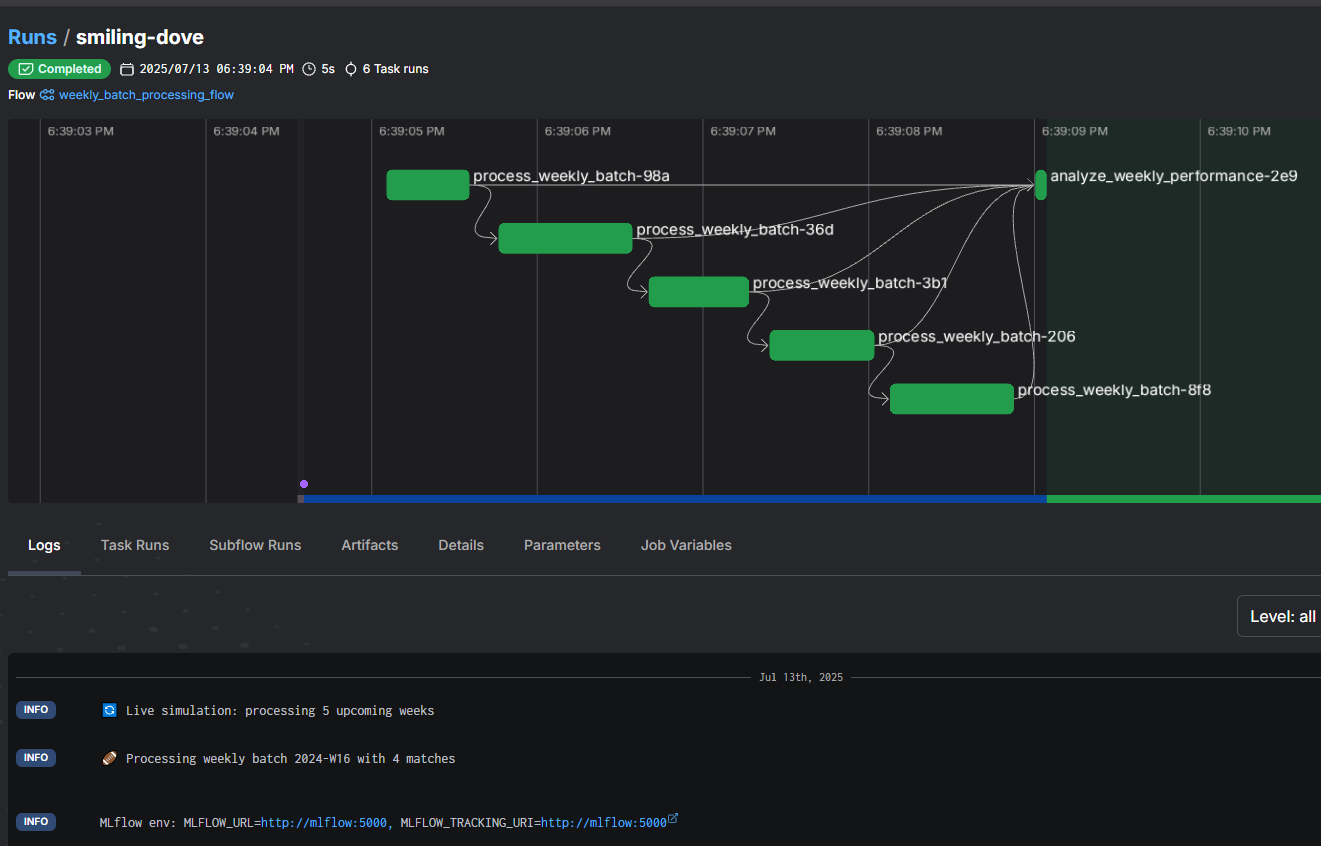 Runs / smiling-dove
Completed 2025/07/13 06:39:04 PM 5s 6 Task runs
Flow weekly_batch_processing_flow
6:39:03 PM 6:39:04 PM 6:39:05 PM 6:39:06 PM 6:39:07 PM 6:39:08 PM 6:39:09 PM 6:39:10 PM
process_weekly_batch-98a analyze_weekly_performance-2e9
process_weekly_batch-36d
process_weekly_batch-3b1
process_weekly_batch-206
process_weekly_batch-8f8
Logs Task Runs Subflow Runs Artifacts Details Parameters Job Variables
Level: all
Jul 13th, 2025
INFO Live simulation: processing 5 upcoming weeks
INFO Processing weekly batch 2024-W16 with 4 matches
INFO MLflow env: MLFLOW_URL=http://mlflow:5000, MLFLOW_TRACKING_URI=http://mlflow:5000